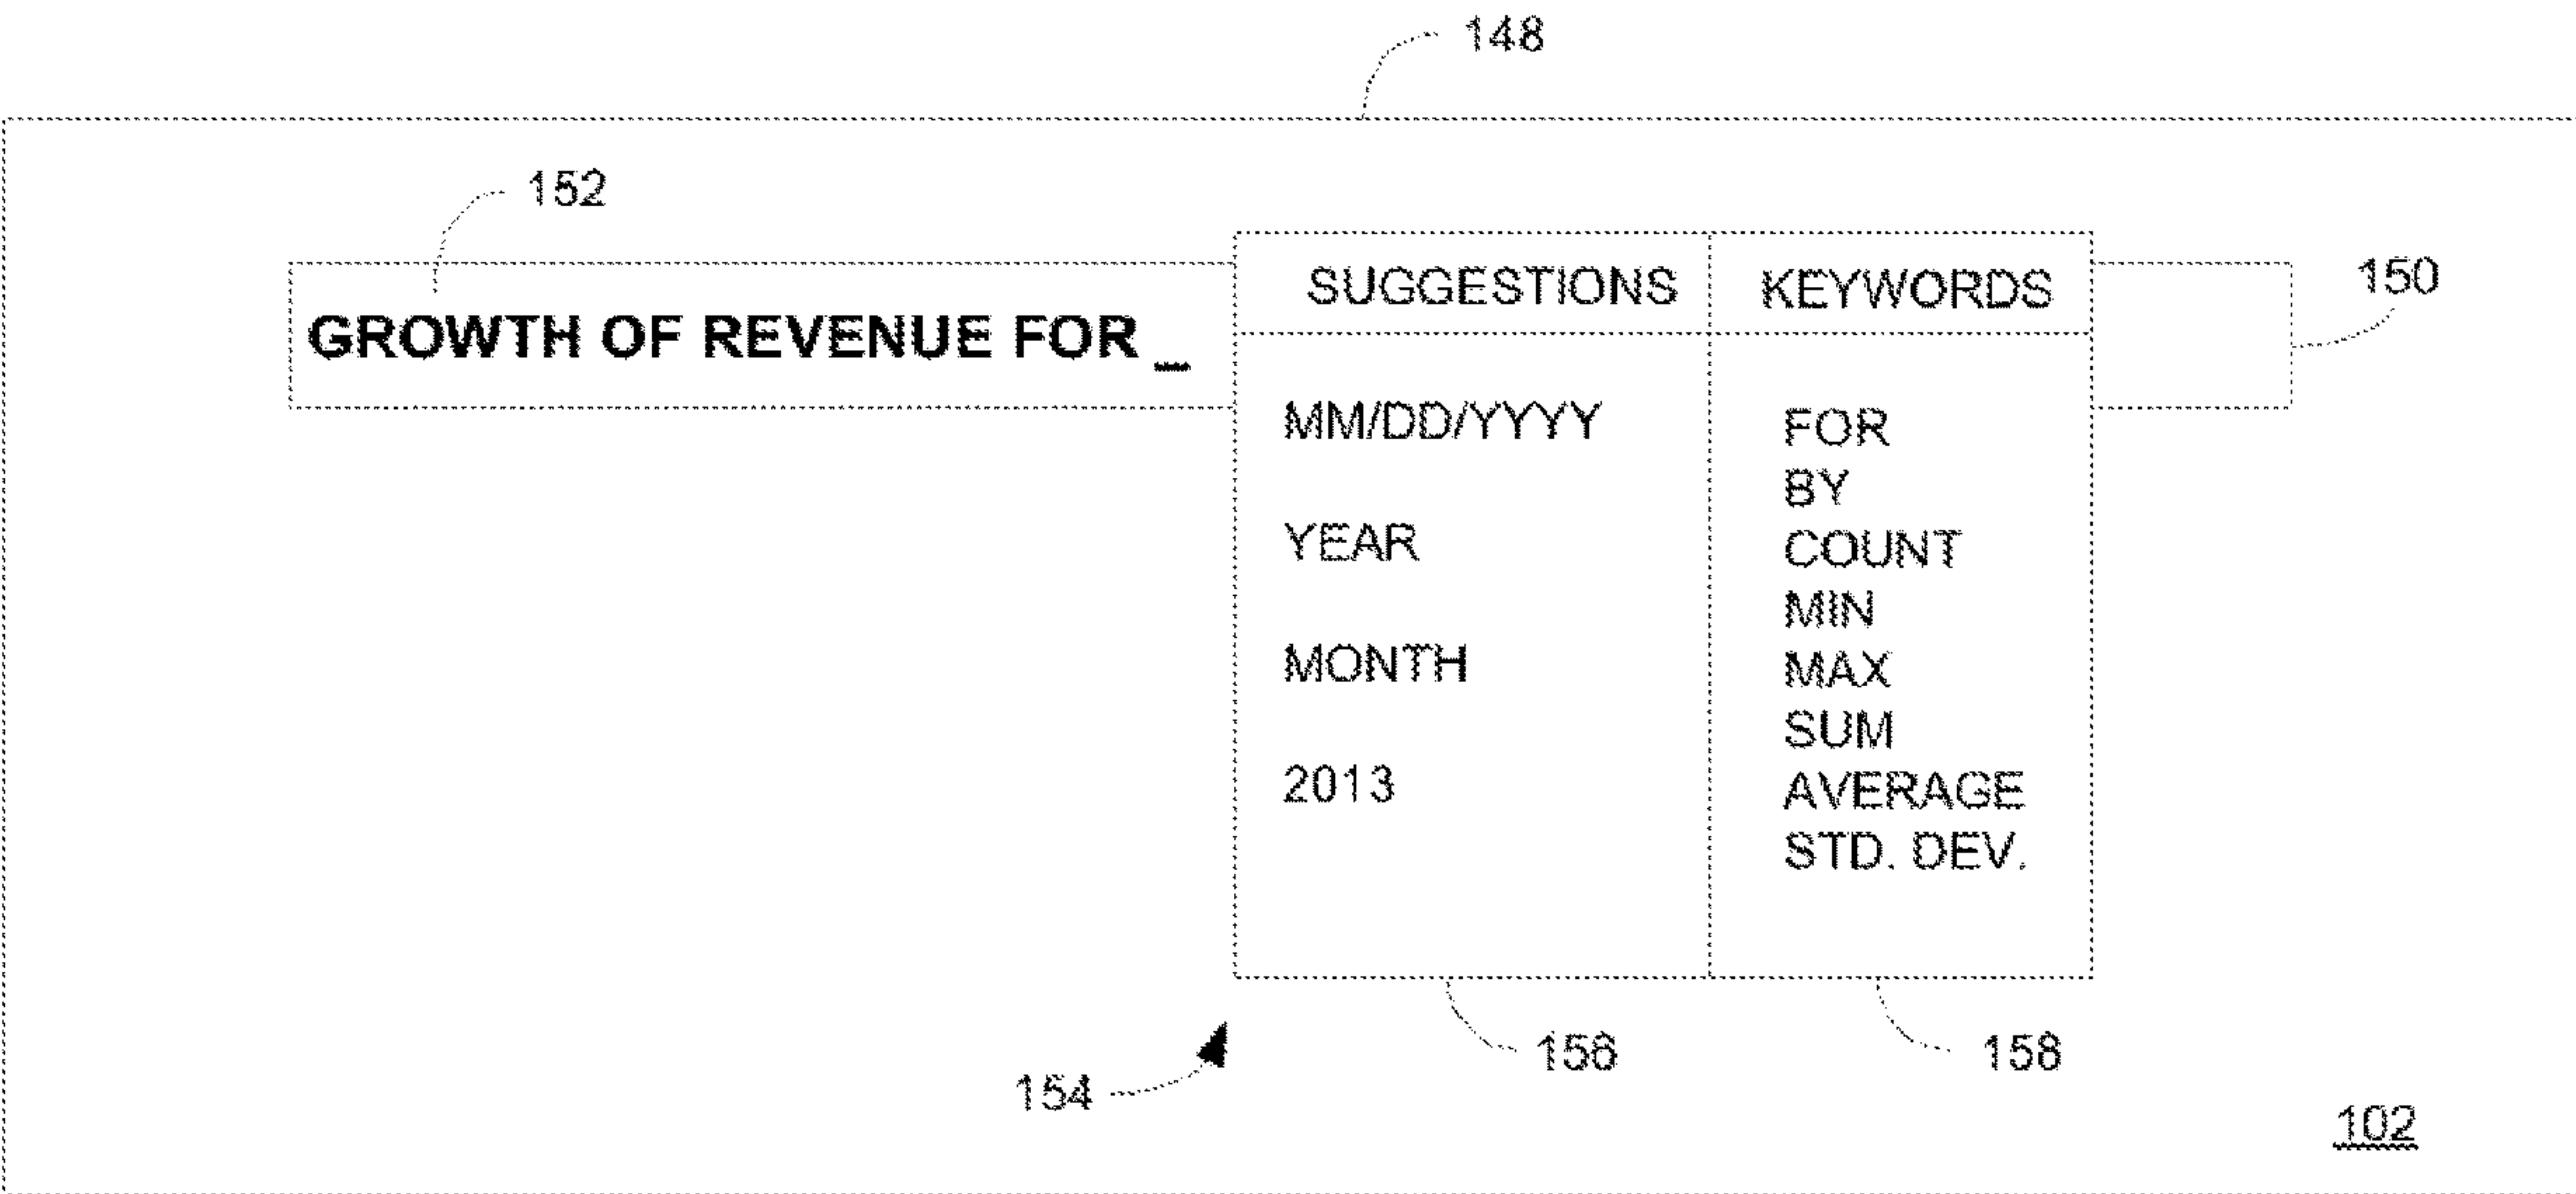 148
152
SUGGESTIONS KEYWORDS
150
GROWTH OF REVENUE FOR _
MM/DD/YYYY
YEAR
MONTH
2013
FOR
BY
COUNT
MIN
MAX
SUM
AVERAGE
STD. DEV.
156
158
154
102